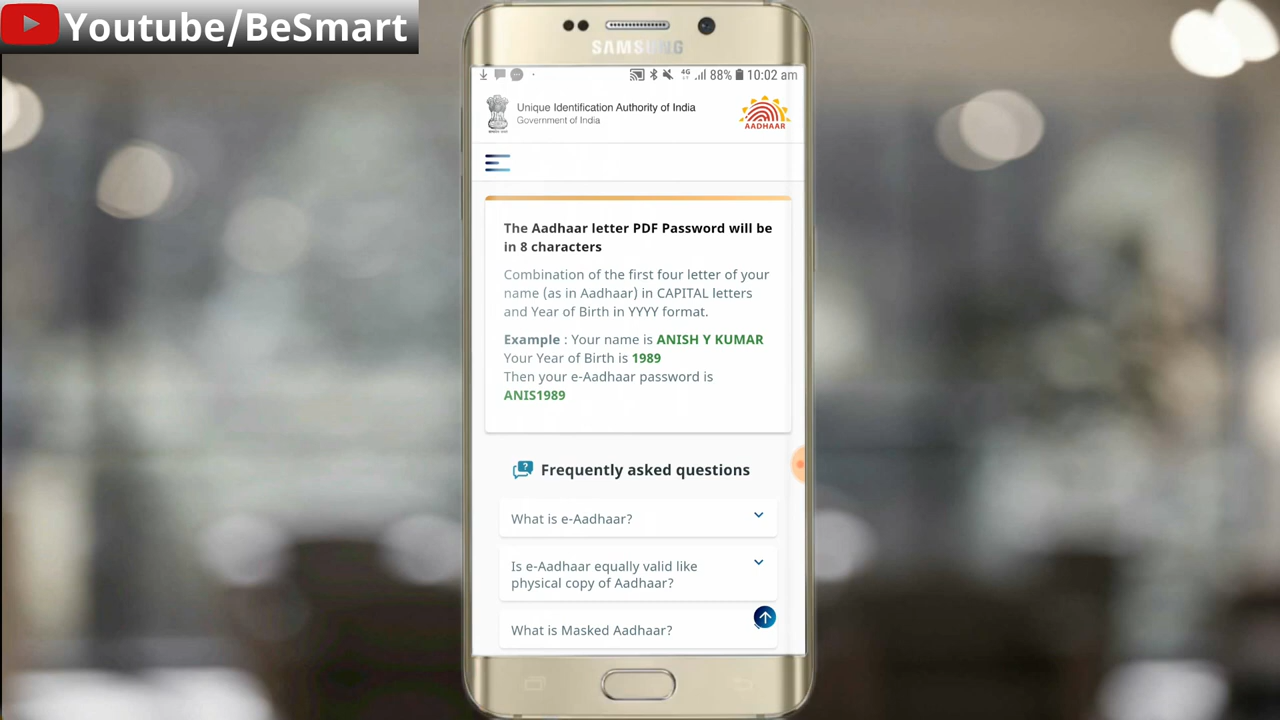 Youtube/BeSmart
SAMSUNG
4G 88% 10:02 am
Unique Identification Authority of India
Government of India
AADHAAR
The Aadhaar letter PDF Password will be
in 8 characters
Combination of the first four letter of your
name (as in Aadhaar) in CAPITAL letters
and Year of Birth in YYYY format.
Example : Your name is ANISH Y KUMAR
Your Year of Birth is 1989
Then your e-Aadhaar password is
ANIS1989
Frequently asked questions
What is e-Aadhaar?
Is e-Aadhaar equally valid like
physical copy of Aadhaar?
What is Masked Aadhaar?